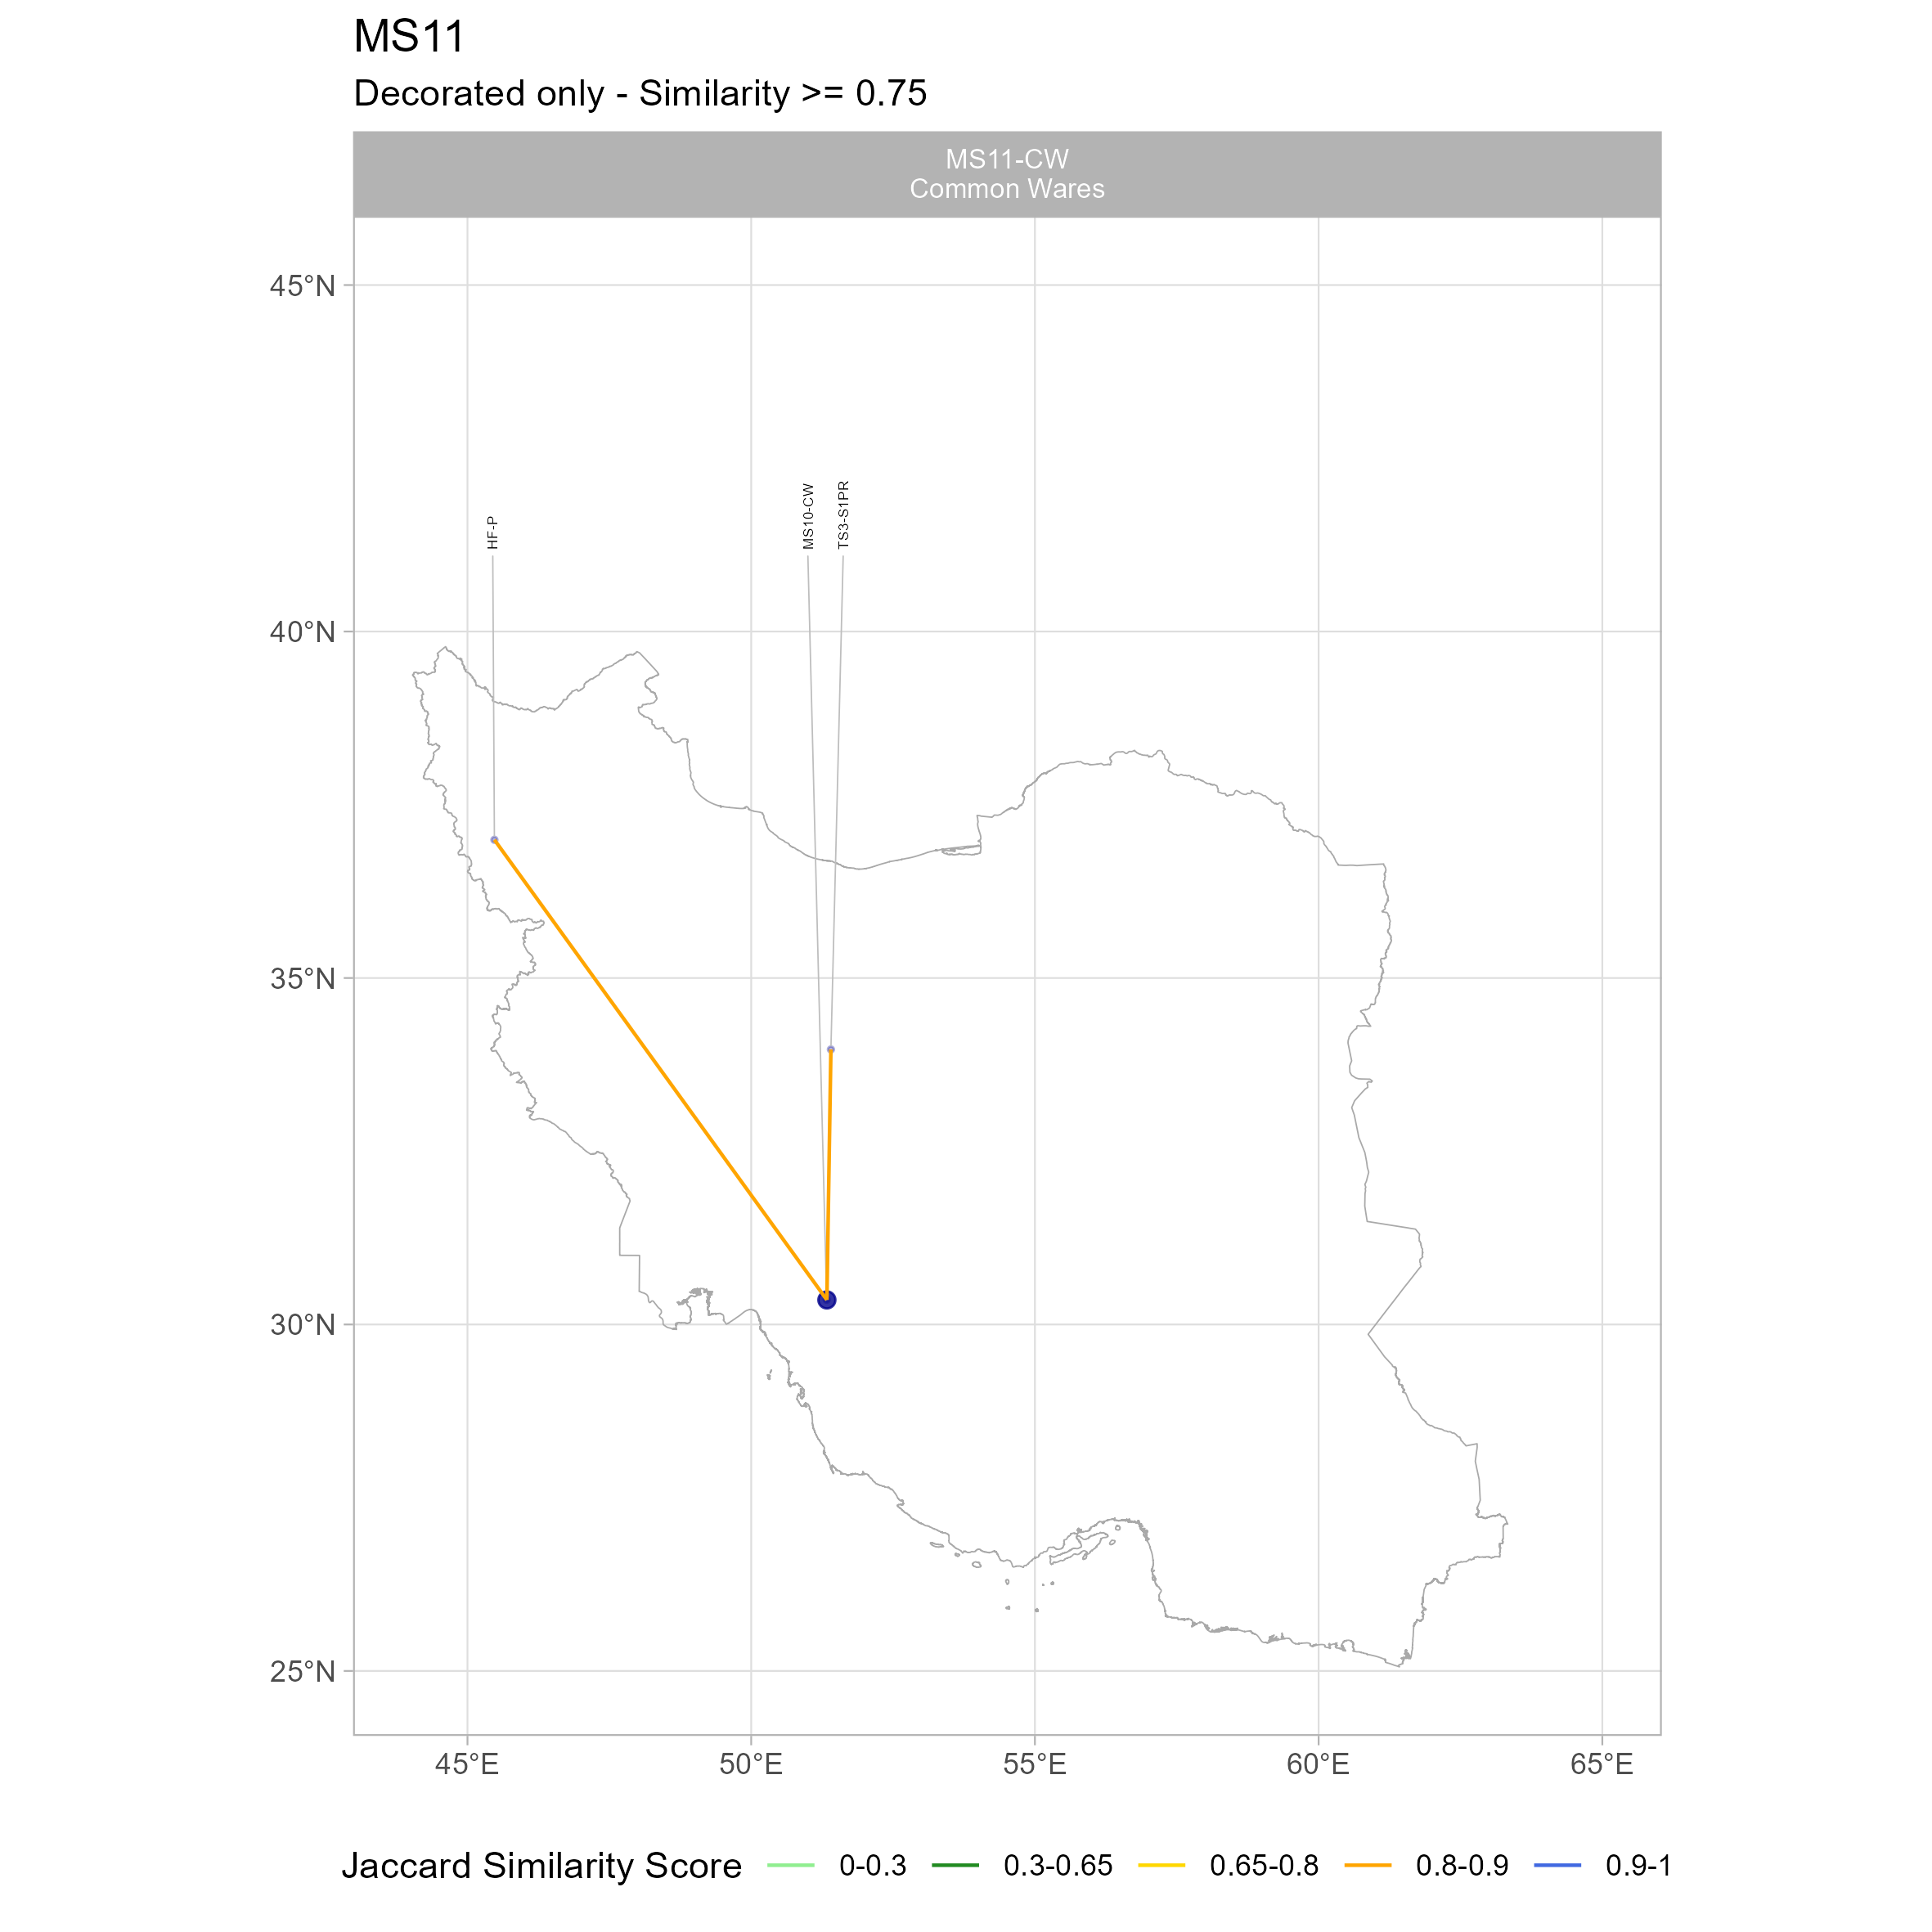 MS11
Decorated only - Similarity >= 0.75
MS11-CW
Common Wares
45°N
40°N
35°N
30°N
25°N
HF-P
MS10-CW
TS3-S1PR
45°E
50°E
55°E
60°E
65°E
Jaccard Similarity Score
0-0.3
0.3-0.65
0.65-0.8
0.8-0.9
0.9-1